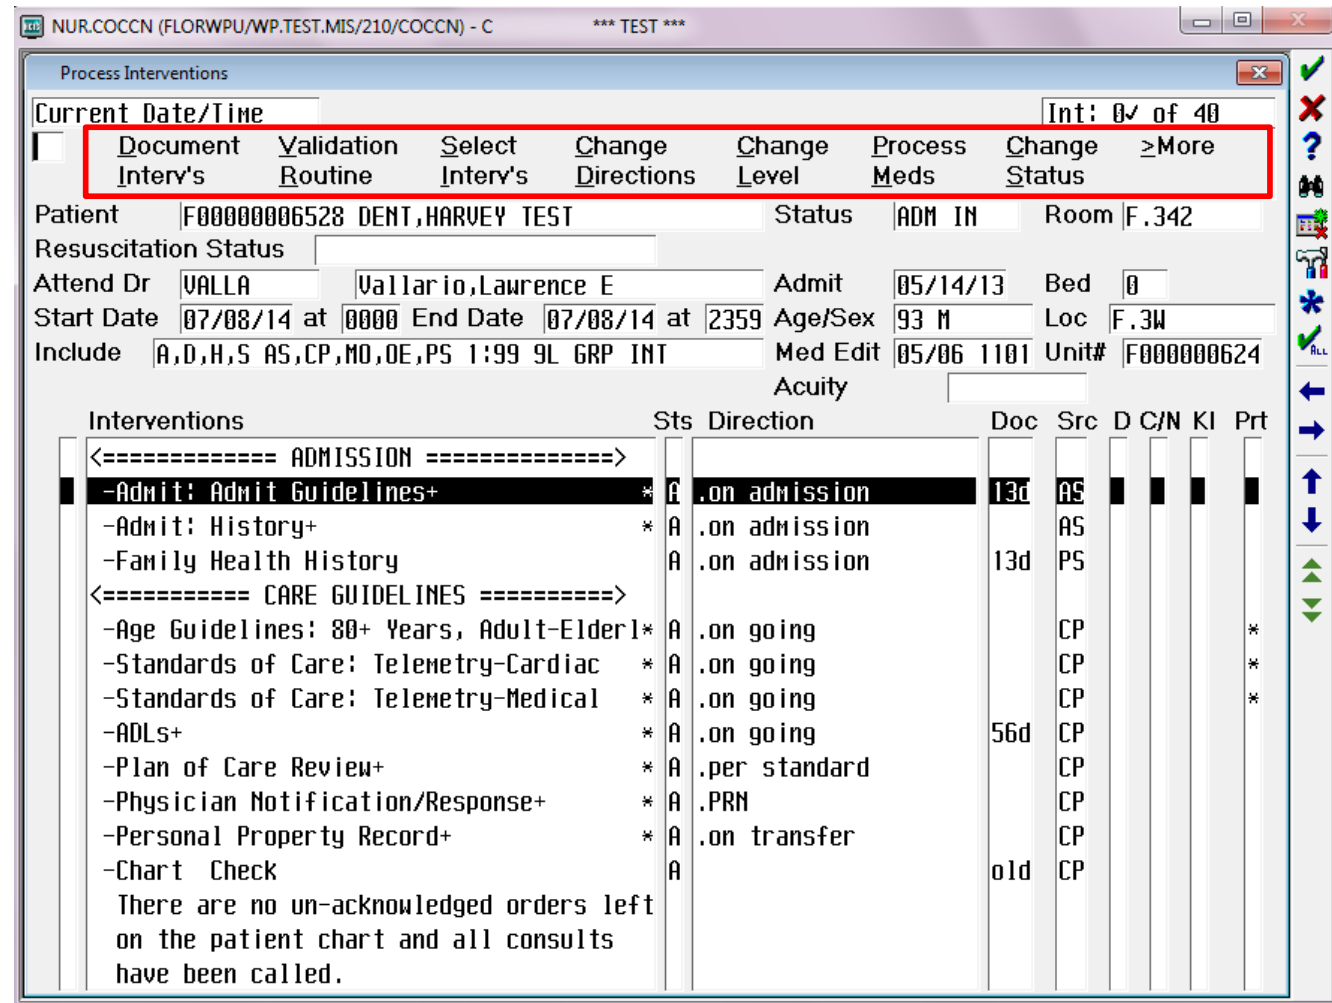 NUR.COCCN (FLORWPU/WP.TEST.MIS/210/COCCN) - C *** TEST ***
Process Interventions
Current Date/Time Int: 0✓ of 40
Document Validation Select Change Change Process Change >More
Interv's Routine Interv's Directions Level Meds Status
Patient F00000006528 DENT,HARVEY TEST Status ADM IN Room F.342
Resuscitation Status
Attend Dr VALLA Vallario,Lawrence E Admit 05/14/13 Bed 0
Start Date 07/08/14 at 0000 End Date 07/08/14 at 2359 Age/Sex 93 M Loc F.3W
Include A,D,H,S AS,CP,MO,OE,PS 1:99 9L GRP INT Med Edit 05/06 1101 Unit# F000000624
Acuity
Interventions Sts Direction Doc Src D C/N KI Prt
<============= ADMISSION ==============>
-Admit: Admit Guidelines+ * A .on admission 13d AS
-Admit: History+ * A .on admission AS
-Family Health History A .on admission 13d PS
<=========== CARE GUIDELINES ==========>
-Age Guidelines: 80+ Years, Adult-Elderl* A .on going CP *
-Standards of Care: Telemetry-Cardiac * A .on going CP *
-Standards of Care: Telemetry-Medical * A .on going CP *
-ADLs+ * A .on going 56d CP
-Plan of Care Review+ * A .per standard CP
-Physician Notification/Response+ * A .PRN CP
-Personal Property Record+ * A .on transfer CP
-Chart Check A old CP
There are no un-acknowledged orders left
on the patient chart and all consults
have been called.
ALL